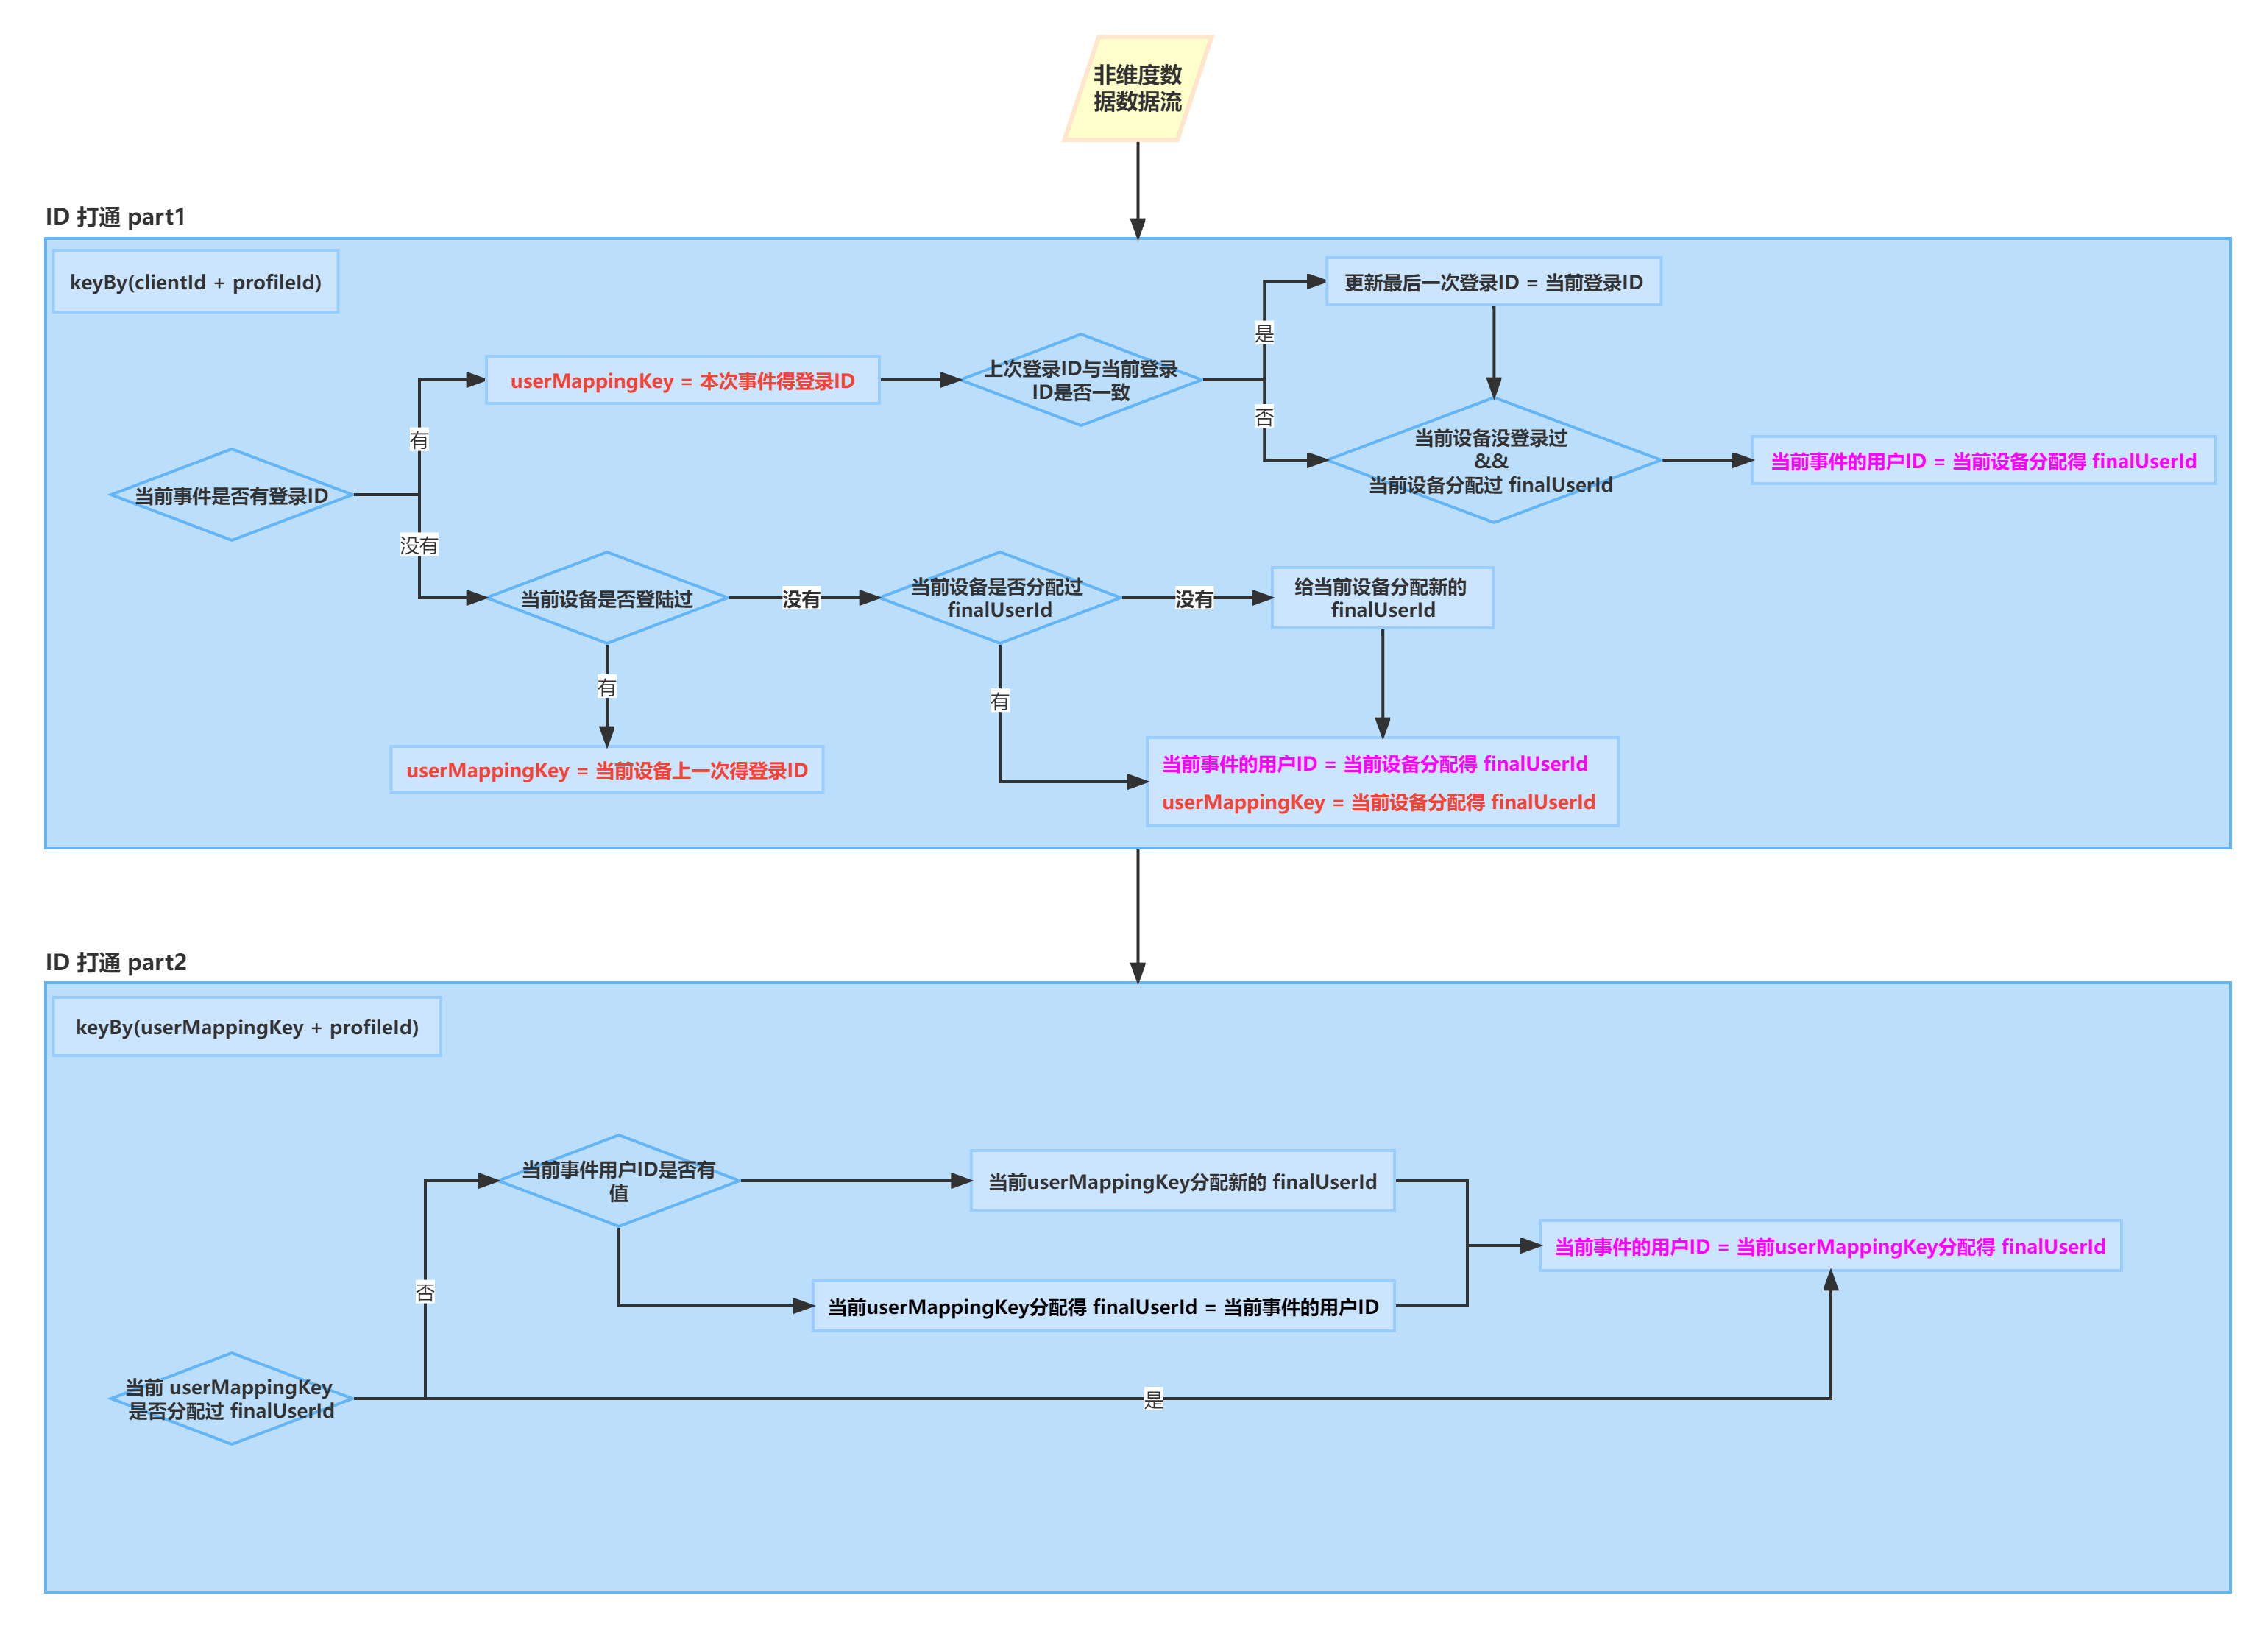 非维度数
据数据流
ID 打通 part1
keyBy(clientId + profileId)
更新最后一次登录ID = 当前登录ID
是
userMappingKey = 本次事件得登录ID
上次登录ID与当前登录
ID是否一致
否
有
当前设备没登录过
&&
当前设备分配过 finalUserId
当前事件的用户ID = 当前设备分配得 finalUserId
当前事件是否有登录ID
没有
当前设备是否登陆过
没有
当前设备是否分配过
finalUserId
没有
给当前设备分配新的
finalUserId
有
有
userMappingKey = 当前设备上一次得登录ID
当前事件的用户ID = 当前设备分配得 finalUserId
userMappingKey = 当前设备分配得 finalUserId
ID 打通 part2
keyBy(userMappingKey + profileId)
当前事件用户ID是否有
值
当前userMappingKey分配新的 finalUserId
当前事件的用户ID = 当前userMappingKey分配得 finalUserId
否
当前userMappingKey分配得 finalUserId = 当前事件的用户ID
当前 userMappingKey
是否分配过 finalUserId
是